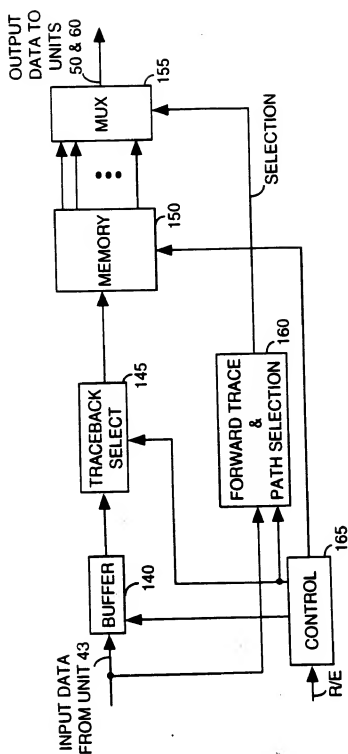 INPUT DATA
FROM UNIT 43
BUFFER
140
TRACEBACK
SELECT
145
MEMORY
150
MUX
155
OUTPUT
DATA TO
UNITS
50 & 60
FORWARD TRACE
&
PATH SELECTION
160
SELECTION
CONTROL
165
R/E